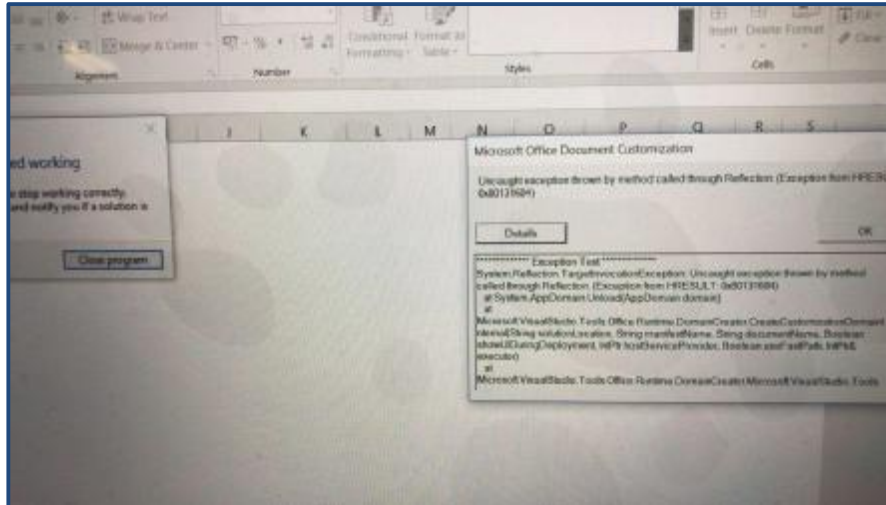 Wrap Text
Merge & Center
Conditional Format as
Formatting Table
Insert Delete Format
Fill
Clear
Alignment
Number
Styles
Cells
J K L M N O P Q R S
ed working
stop working correctly.
and notify you if a solution is
Close program
Microsoft Office Document Customization
Uncaught exception thrown by method called through Reflection. (Exception from HRESU
0x80131604)
Details
OK
************** Exception Text **************
System.Reflection.TargetInvocationException: Uncaught exception thrown by method
called through Reflection. (Exception from HRESULT: 0x80131604)
at System.AppDomain.Unload(AppDomain domain)
at
Microsoft.VisualStudio.Tools.Office.Runtime.DomainCreator.CreateCustomizationDomainI
nternal(String solutionLocation, String manifestName, String documentName, Boolean
showUIDuringDeployment, IntPtr hostServiceProvider, Boolean useFastPath, IntPtr&
executor)
at
Microsoft.VisualStudio.Tools.Office.Runtime.DomainCreator.Microsoft.VisualStudio.Tools